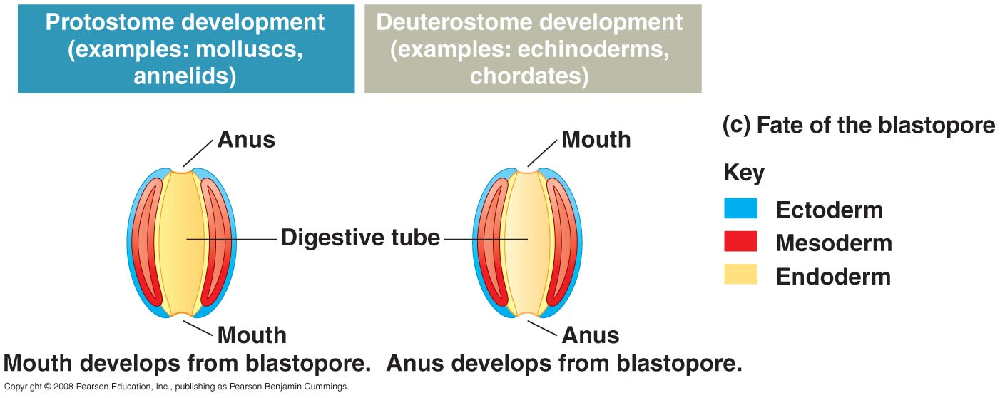 Protostome development
(examples: molluscs,
annelids)
Deuterostome development
(examples: echinoderms,
chordates)
(c) Fate of the blastopore
Anus
Mouth
Key
Ectoderm
Digestive tube
Mesoderm
Endoderm
Mouth
Anus
Mouth develops from blastopore.
Anus develops from blastopore.
Copyright © 2008 Pearson Education, Inc., publishing as Pearson Benjamin Cummings.